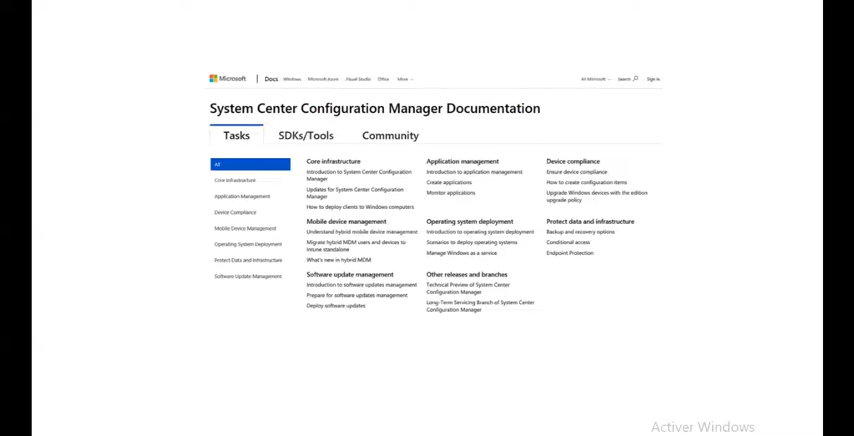 Microsoft | Docs Windows Microsoft Azure Visual Studio Office More
All Microsoft Search Sign in
System Center Configuration Manager Documentation
Tasks SDKs/Tools Community
All
Core Infrastructure
Application Management
Device Compliance
Mobile Device Management
Operating System Deployment
Protect Data and Infrastructure
Software Update Management
Core infrastructure
Introduction to System Center Configuration
Manager
Updates for System Center Configuration
Manager
How to deploy clients to Windows computers
Mobile device management
Understand hybrid mobile device management
Migrate hybrid MDM users and devices to
Intune standalone
What's new in hybrid MDM
Software update management
Introduction to software updates management
Prepare for software updates management
Deploy software updates
Application management
Introduction to application management
Create applications
Monitor applications
Operating system deployment
Introduction to operating system deployment
Scenarios to deploy operating systems
Manage Windows as a service
Other releases and branches
Technical Preview of System Center
Configuration Manager
Long-Term Servicing Branch of System Center
Configuration Manager
Device compliance
Ensure device compliance
How to create configuration items
Upgrade Windows devices with the edition
upgrade policy
Protect data and infrastructure
Backup and recovery options
Conditional access
Endpoint Protection
Activer Windows